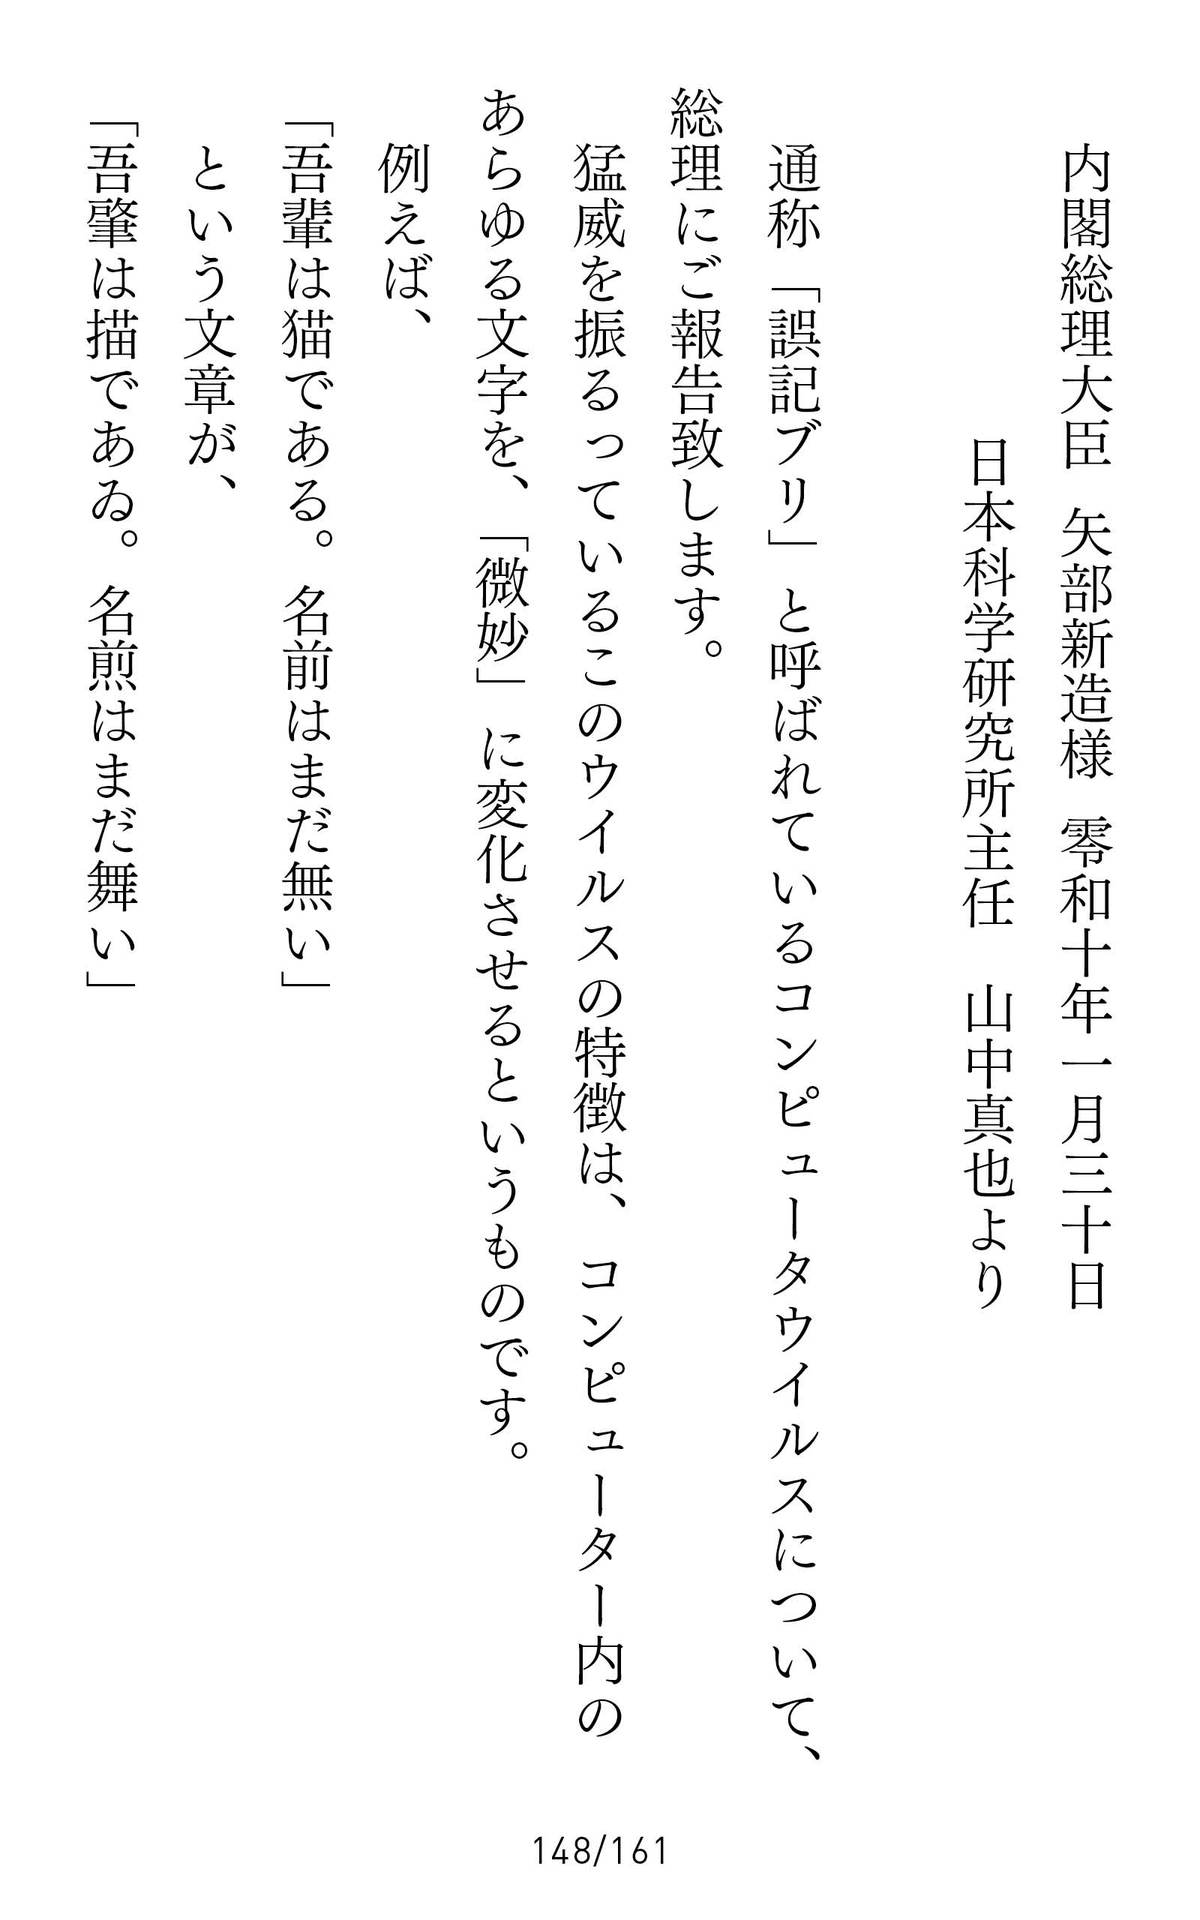 内閣総理大臣 矢部新造様 零和十年一月三十日
日本科学研究所主任　山中真也より
通称「誤記ブリ」と呼ばれているコンピュータウイルスについて、
総理にご報告致します。
猛威を振るっているこのウイルスの特徴は、コンピューター内の
あらゆる文字を、「微妙」に変化させるというものです。
例えば、
「吾輩は猫である。名前はまだ無い」
という文章が、
「吾肇は描であゐ。名煎はまだ舞い」
148/161